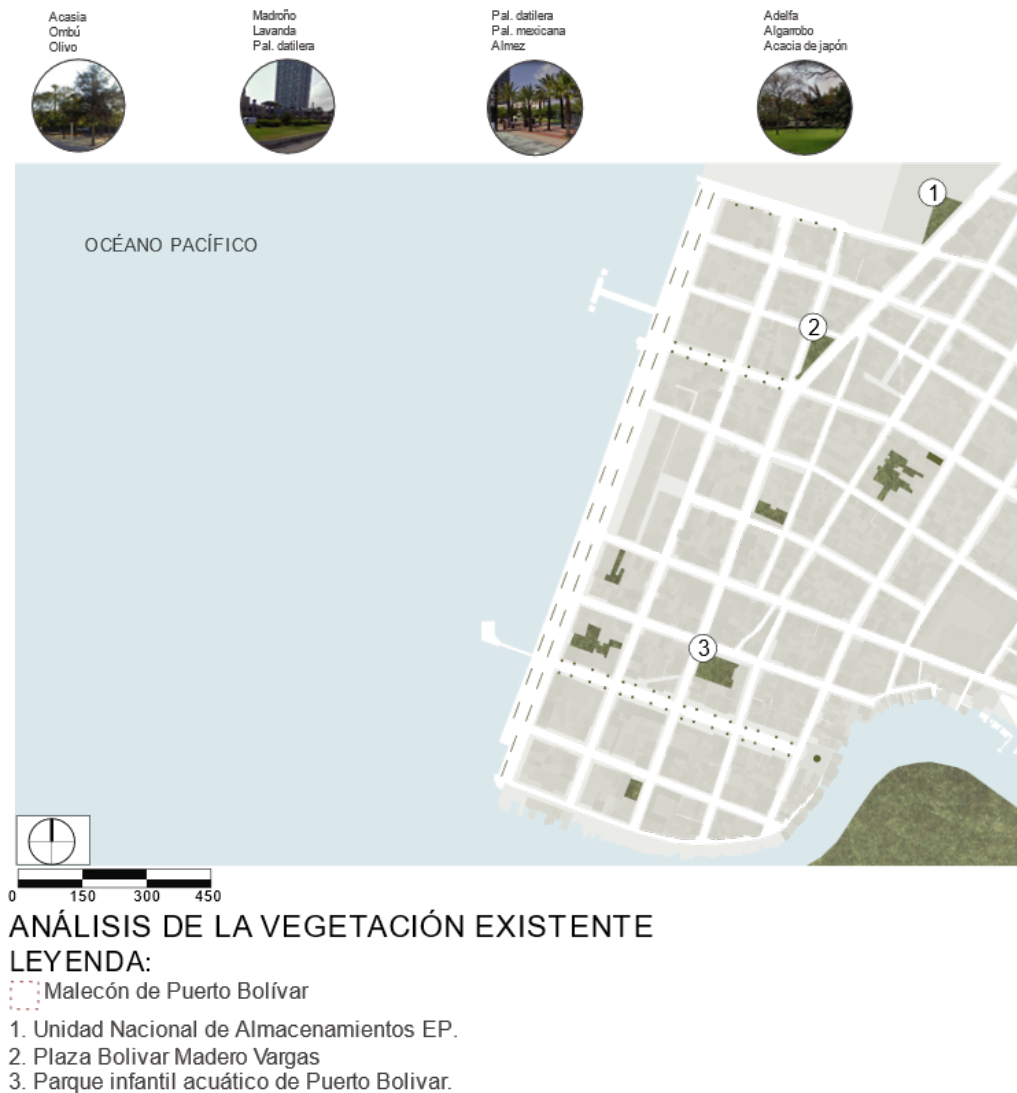 Acasia
Ombú
Olivo
Madroño
Lavanda
Pal. datilera
Pal. datilera
Pal. mexicana
Almez
Adelfa
Algarrobo
Acacia de japón
1
OCÉANO PACÍFICO
2
3
0 150 300 450
ANÁLISIS DE LA VEGETACIÓN EXISTENTE
LEYENDA:
Malecón de Puerto Bolívar
1. Unidad Nacional de Almacenamientos EP.
2. Plaza Bolivar Madero Vargas
3. Parque infantil acuático de Puerto Bolivar.